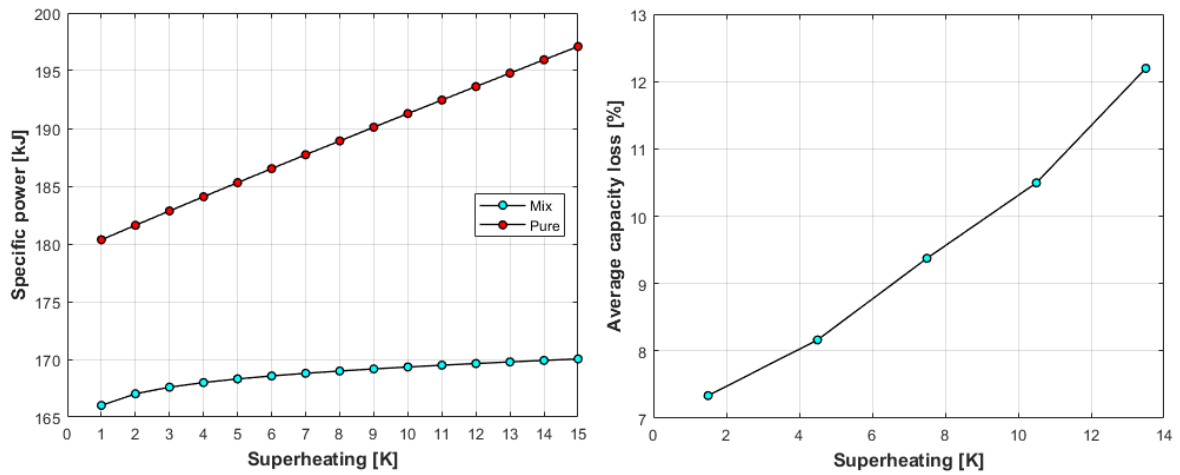 200
195
190
185
180
175
170
165
Specific power [kJ]
0 1 2 3 4 5 6 7 8 9 10 11 12 13 14 15
Superheating [K]
Mix
Pure
13
12
11
10
9
8
7
Average capacity loss [%]
0 2 4 6 8 10 12 14
Superheating [K]